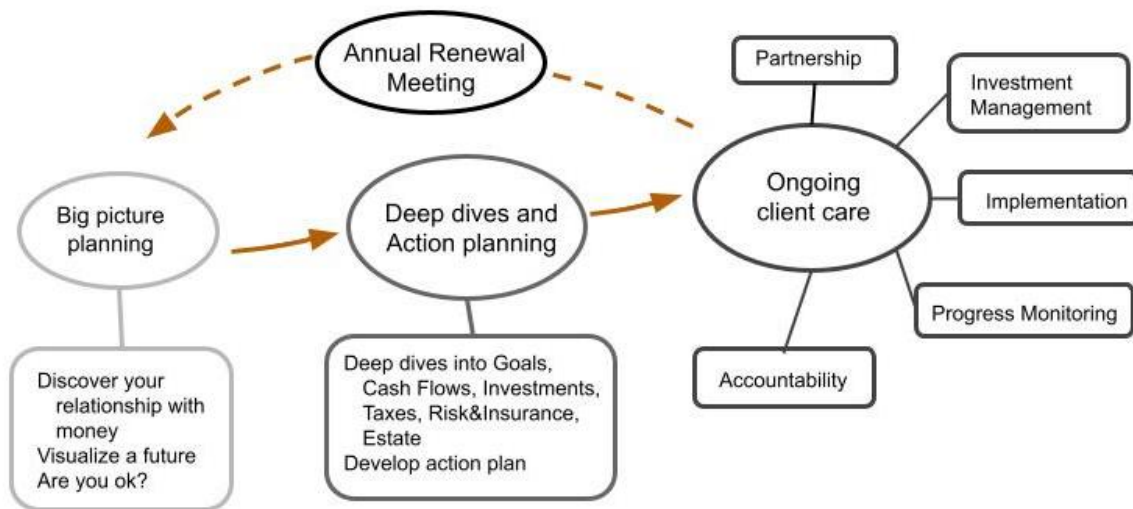 Annual Renewal
Meeting
Partnership
Investment
Management
Big picture
planning
Deep dives and
Action planning
Ongoing
client care
Implementation
Progress Monitoring
Accountability
Discover your
relationship with
money
Visualize a future
Are you ok?
Deep dives into Goals,
Cash Flows, Investments,
Taxes, Risk&Insurance,
Estate
Develop action plan